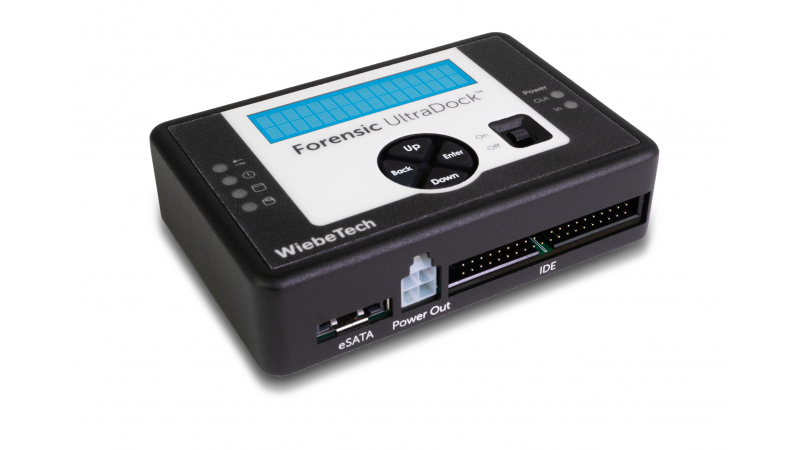 Forensic UltraDock™
Up
Back
Enter
Down
On
Off
Power
Out
In
WiebeTech
eSATA
Power Out
IDE